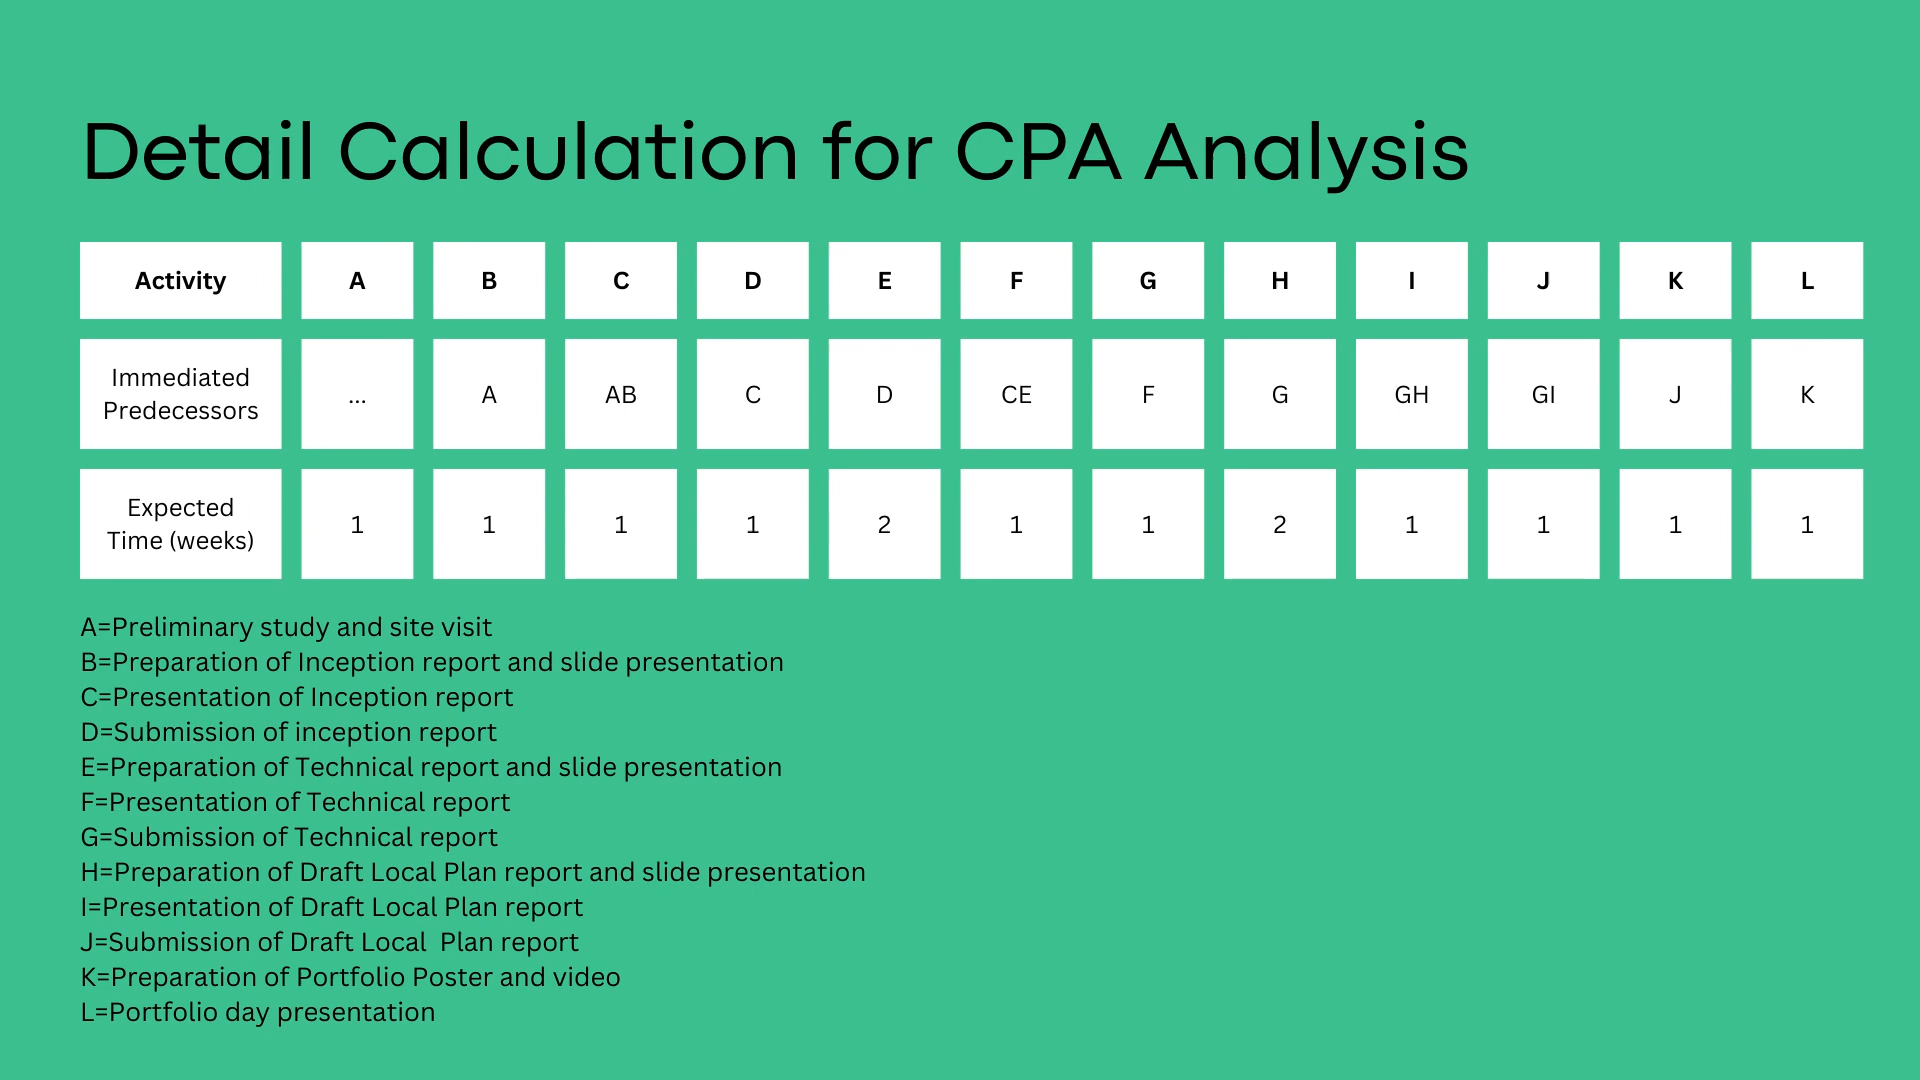 Detail Calculation for CPA Analysis
Activity A B C D E F G H I J K L
Immediated
Predecessors ... A AB C D CE F G GH GI J K
Expected
Time (weeks) 1 1 1 1 2 1 1 2 1 1 1 1
A=Preliminary study and site visit
B=Preparation of Inception report and slide presentation
C=Presentation of Inception report
D=Submission of inception report
E=Preparation of Technical report and slide presentation
F=Presentation of Technical report
G=Submission of Technical report
H=Preparation of Draft Local Plan report and slide presentation
I=Presentation of Draft Local Plan report
J=Submission of Draft Local  Plan report
K=Preparation of Portfolio Poster and video
L=Portfolio day presentation